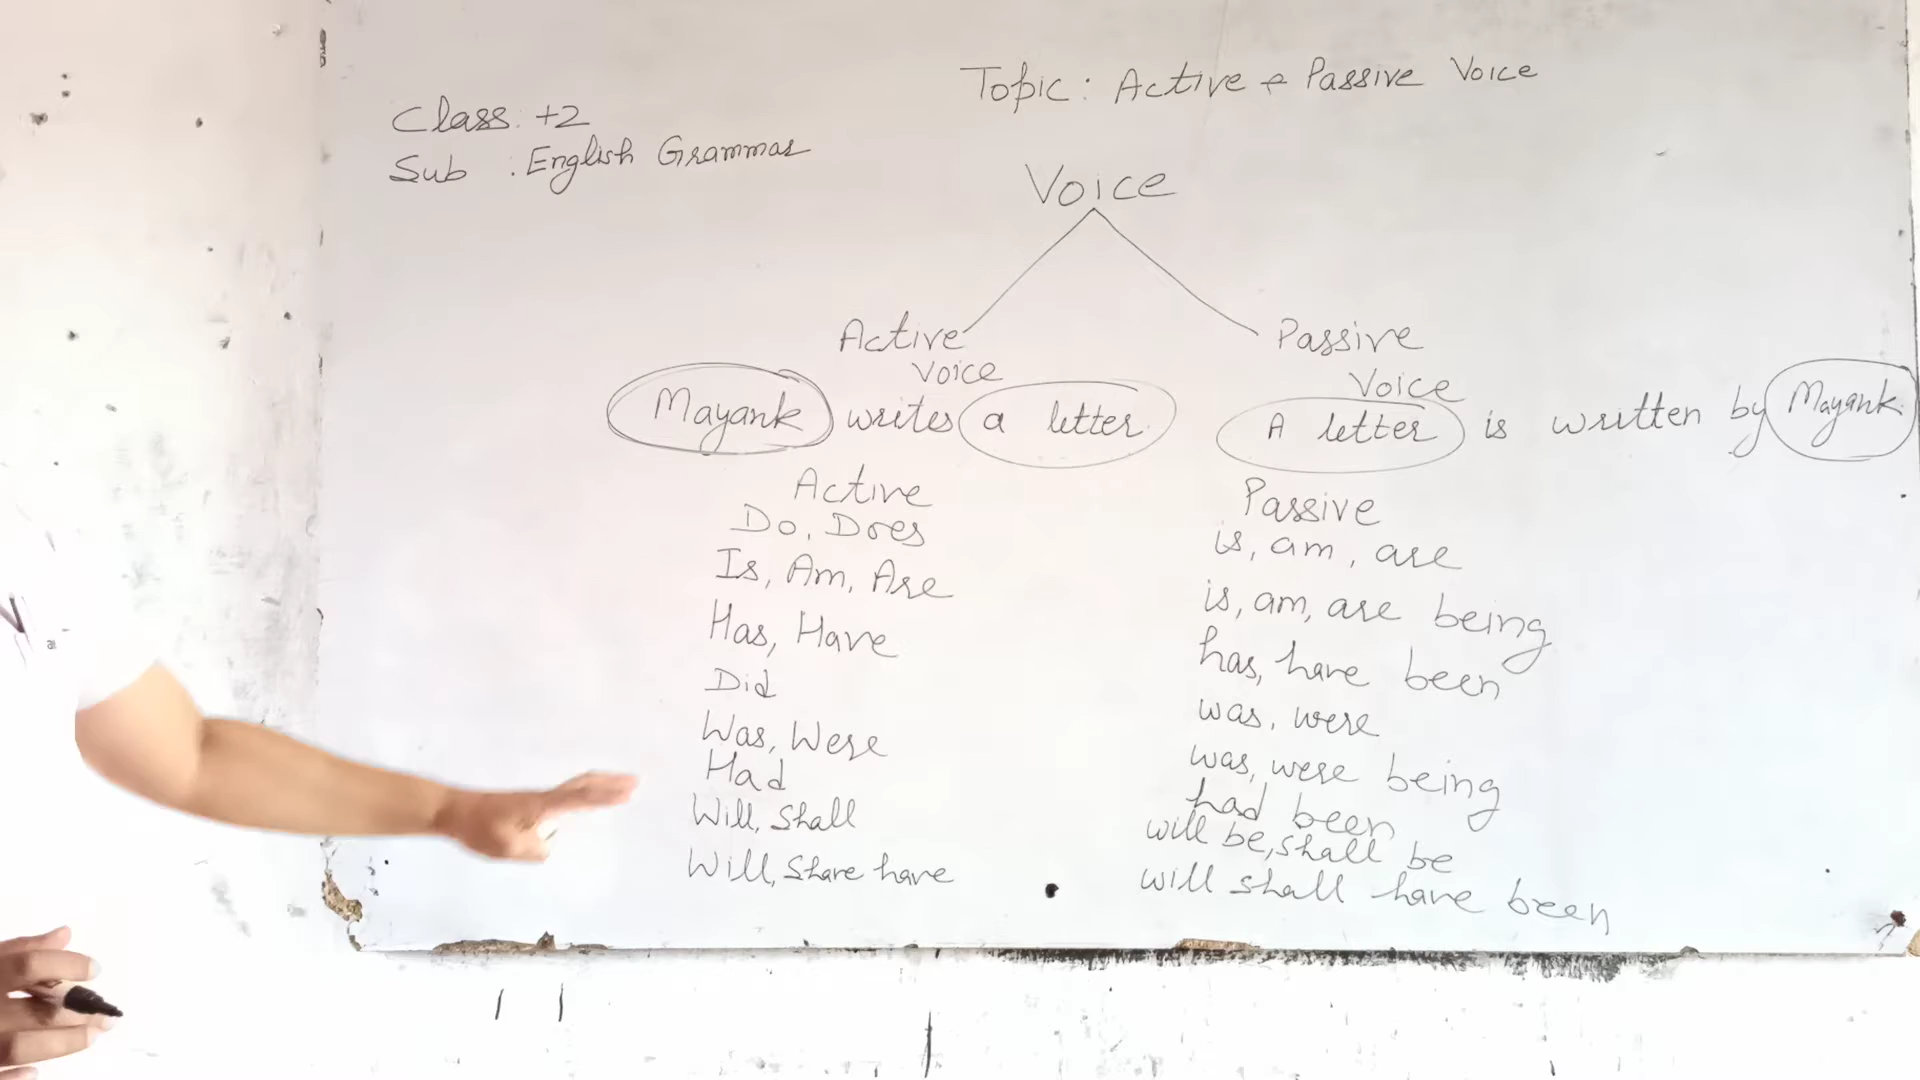 Topic : Active & Passive Voice
Class : +2
Sub : English Grammar
Voice
Active Voice
Passive Voice
Mayank writes a letter.
A letter is written by Mayank.
Active
Passive
Do, Does
is, am, are
Is, Am, Are
is, am, are being
Has, Have
has, have been
Did
was, were
Was, Were
was, were being
Had
had been
Will, Shall
will be, shall be
Will, Share have
will shall have been